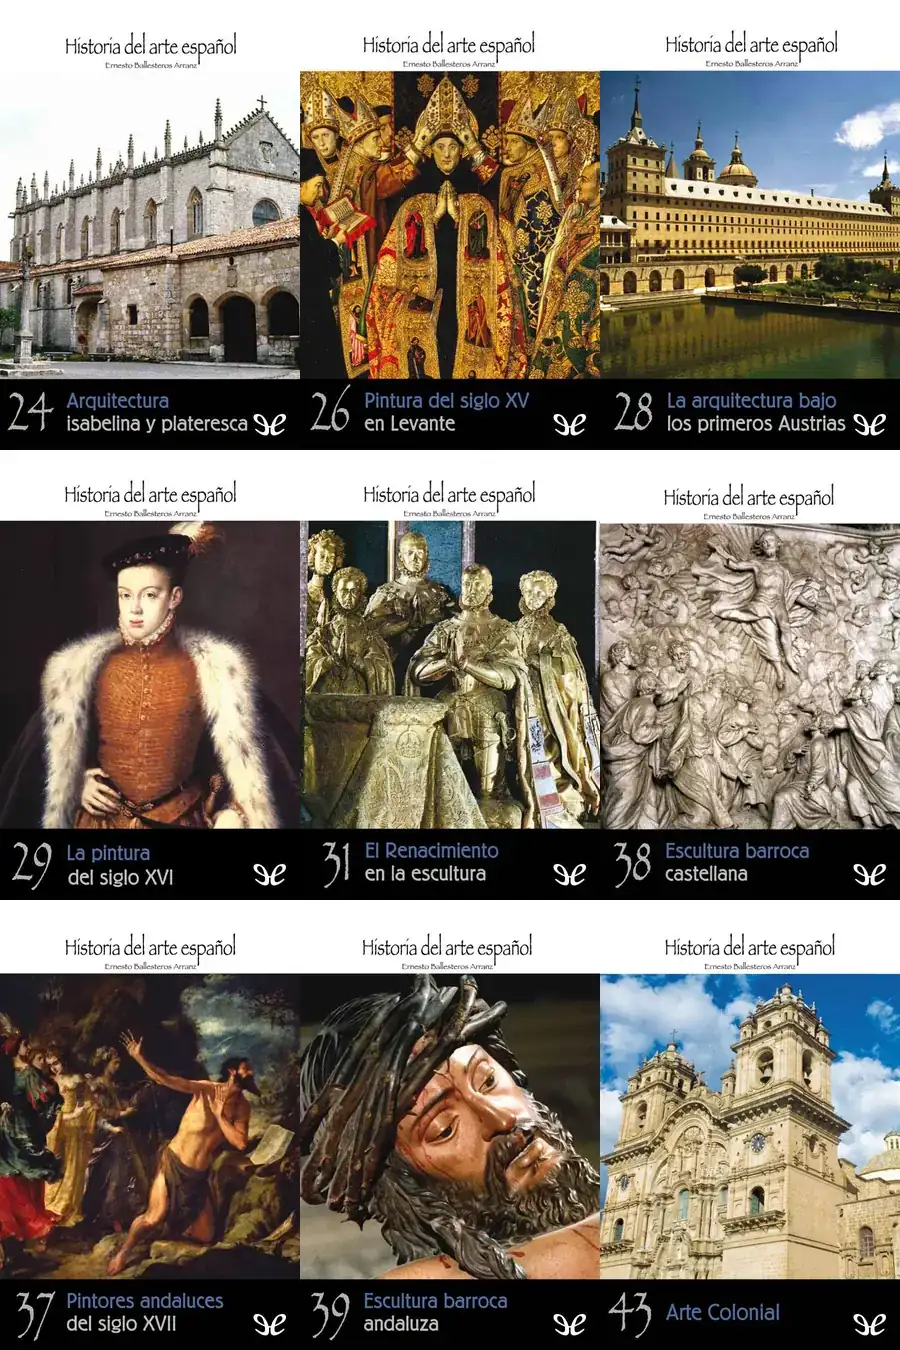 Historia del arte español
Ernesto Ballesteros Arranz
24 Arquitectura
isabelina y plateresca
Historia del arte español
Ernesto Ballesteros Arranz
26 Pintura del siglo XV
en Levante
Historia del arte español
Ernesto Ballesteros Arranz
28 La arquitectura bajo
los primeros Austrias
Historia del arte español
Ernesto Ballesteros Arranz
29 La pintura
del siglo XVI
Historia del arte español
Ernesto Ballesteros Arranz
31 El Renacimiento
en la escultura
Historia del arte español
Ernesto Ballesteros Arranz
38 Escultura barroca
castellana
Historia del arte español
Ernesto Ballesteros Arranz
37 Pintores andaluces
del siglo XVII
Historia del arte español
Ernesto Ballesteros Arranz
39 Escultura barroca
andaluza
Historia del arte español
Ernesto Ballesteros Arranz
43 Arte Colonial